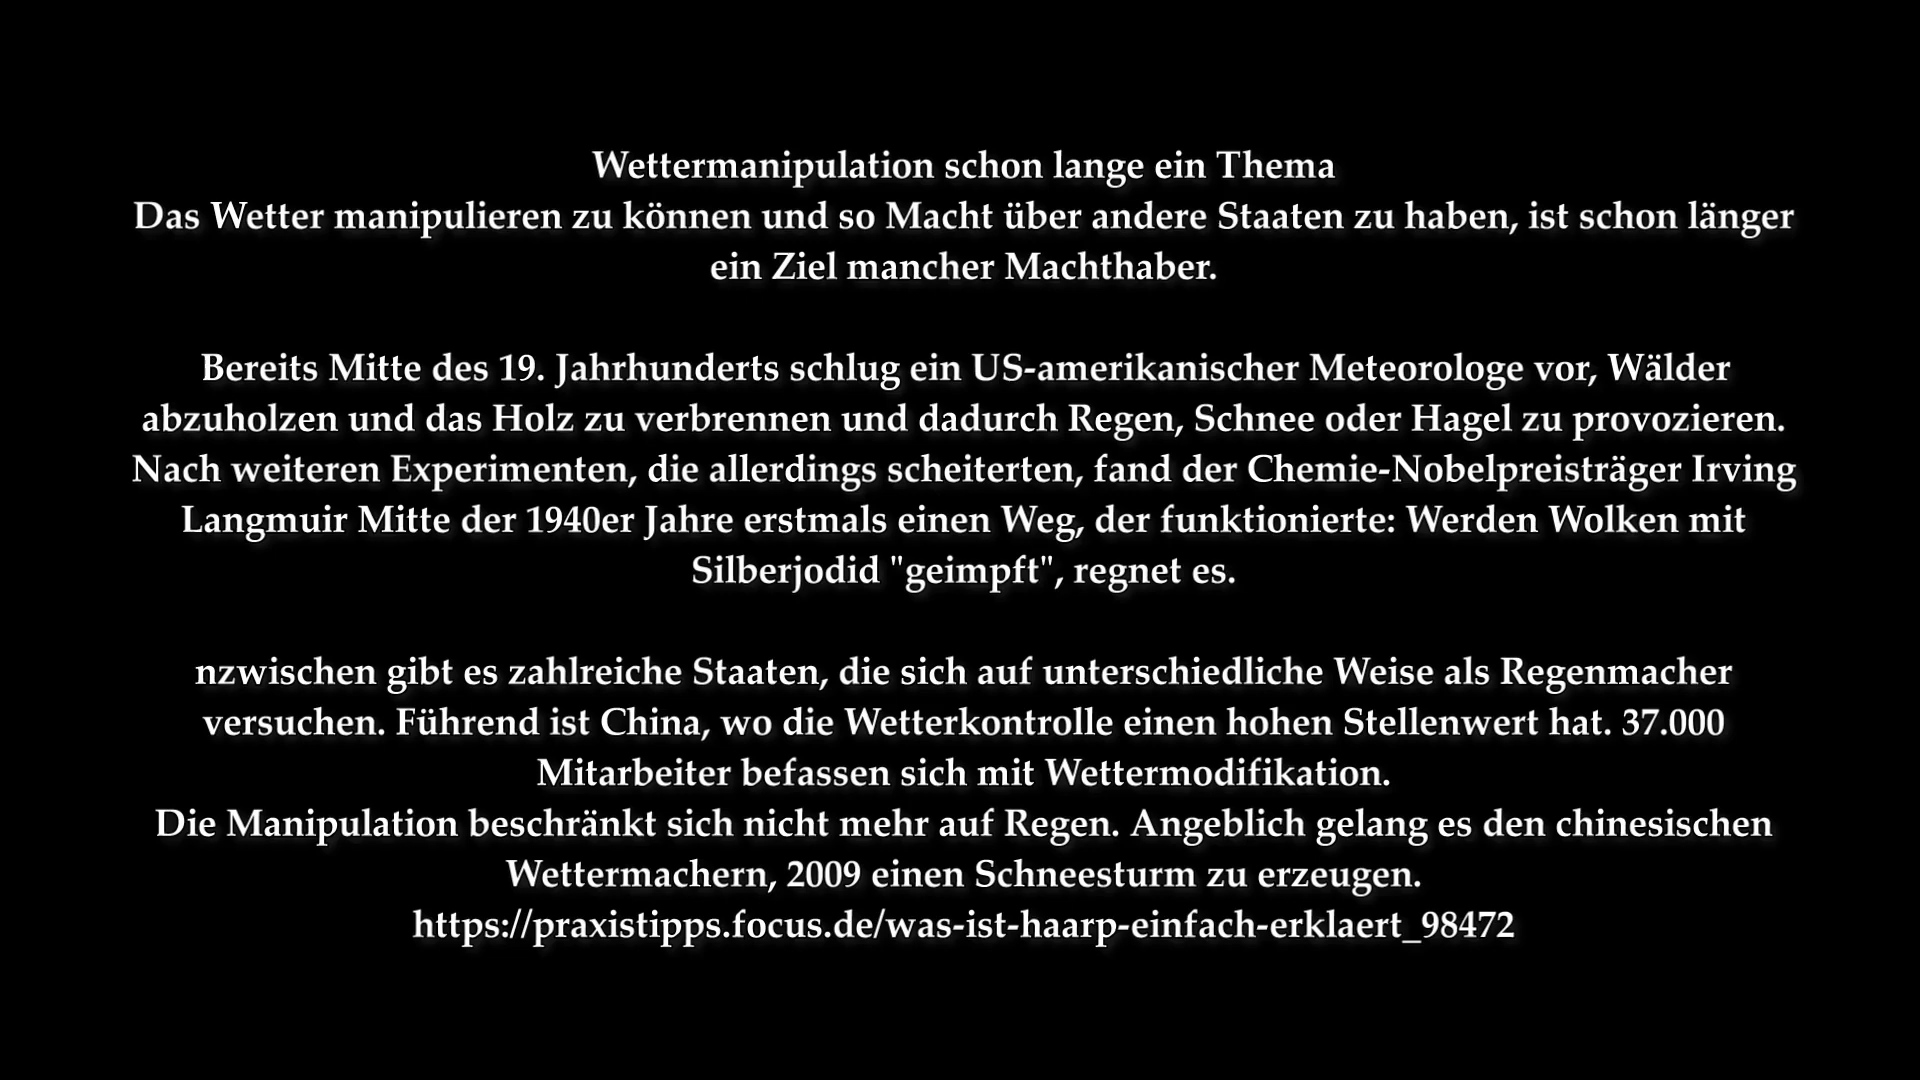 Wettermanipulation schon lange ein Thema
Das Wetter manipulieren zu können und so Macht über andere Staaten zu haben, ist schon länger
ein Ziel mancher Machthaber.
Bereits Mitte des 19. Jahrhunderts schlug ein US-amerikanischer Meteorologe vor, Wälder
abzuholzen und das Holz zu verbrennen und dadurch Regen, Schnee oder Hagel zu provozieren.
Nach weiteren Experimenten, die allerdings scheiterten, fand der Chemie-Nobelpreisträger Irving
Langmuir Mitte der 1940er Jahre erstmals einen Weg, der funktionierte: Werden Wolken mit
Silberjodid "geimpft", regnet es.
nzwischen gibt es zahlreiche Staaten, die sich auf unterschiedliche Weise als Regenmacher
versuchen. Führend ist China, wo die Wetterkontrolle einen hohen Stellenwert hat. 37.000
Mitarbeiter befassen sich mit Wettermodifikation.
Die Manipulation beschränkt sich nicht mehr auf Regen. Angeblich gelang es den chinesischen
Wettermachern, 2009 einen Schneesturm zu erzeugen.
https://praxistipps.focus.de/was-ist-haarp-einfach-erklaert_98472